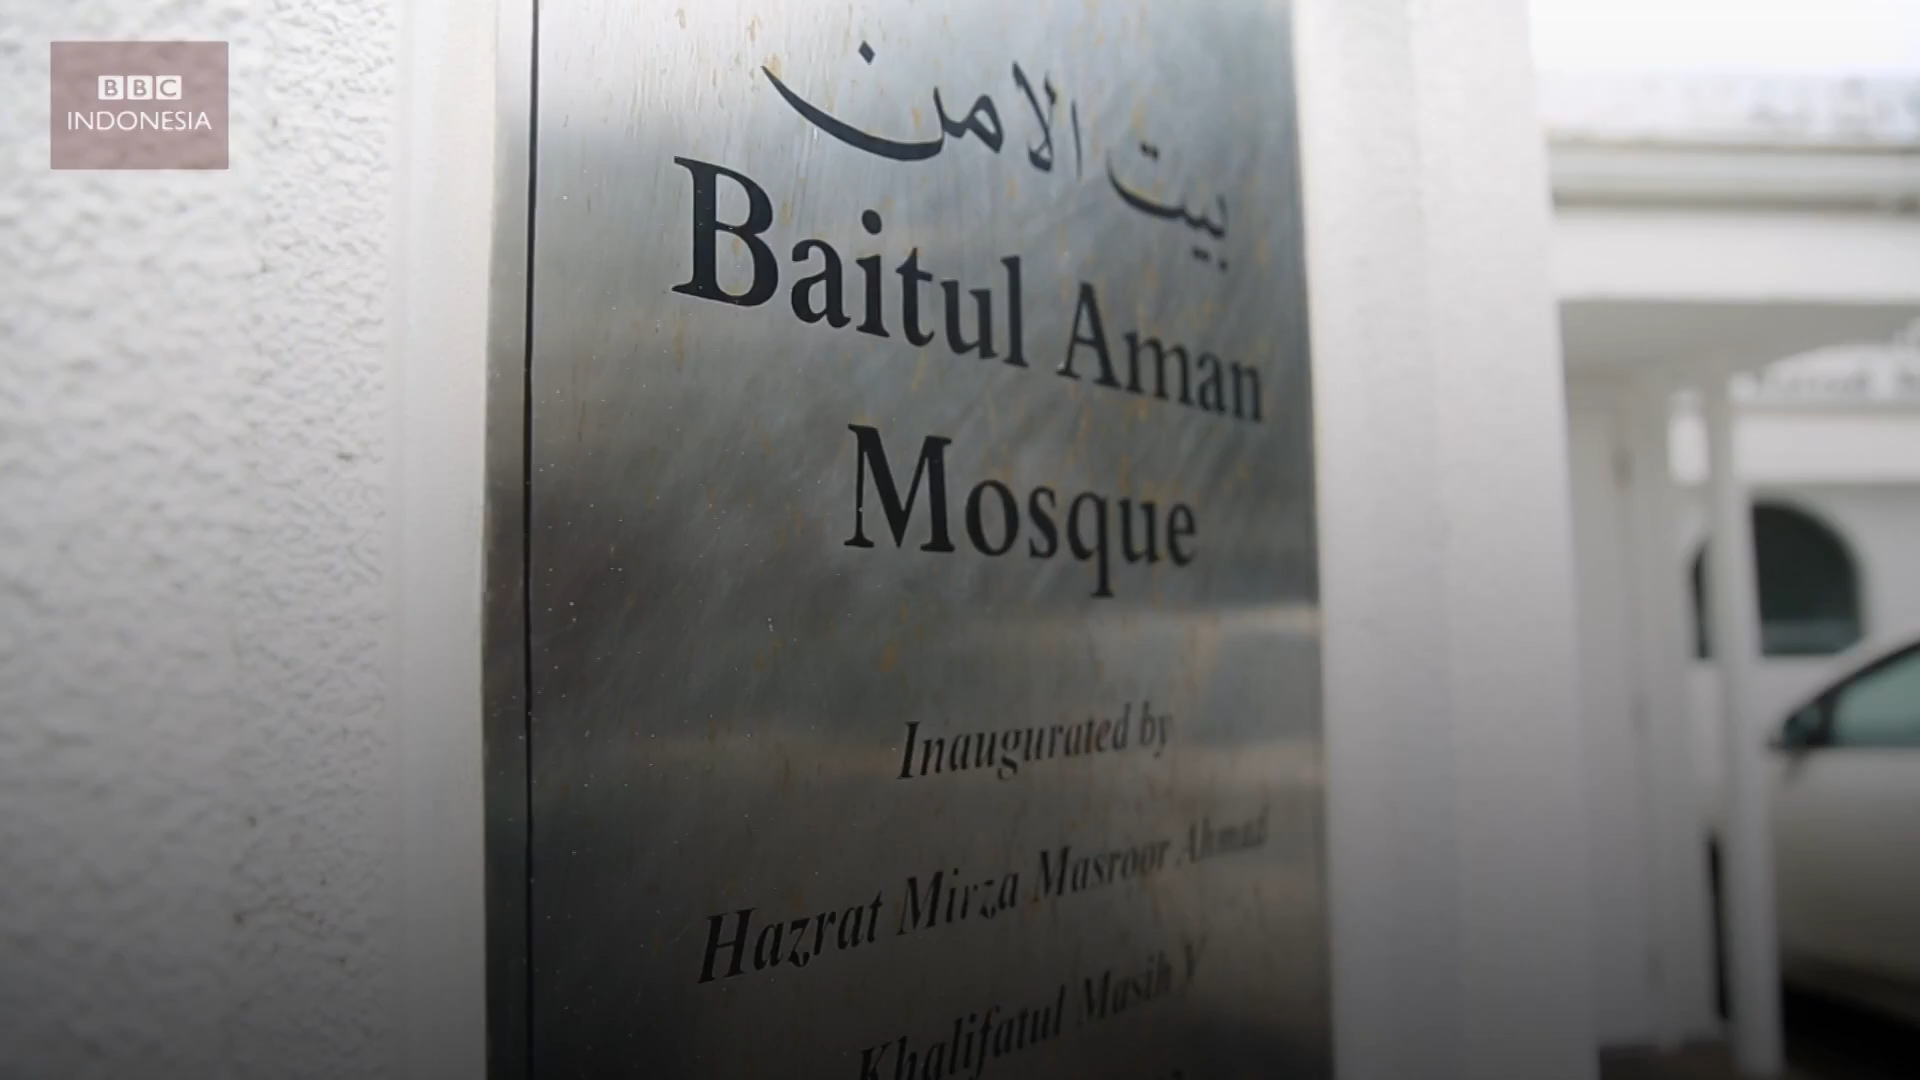 BBC
INDONESIA
بيت الامن
Baitul Aman
Mosque
Inaugurated by
Hazrat Mirza Masroor Ahmad
Khalifatul Masih V